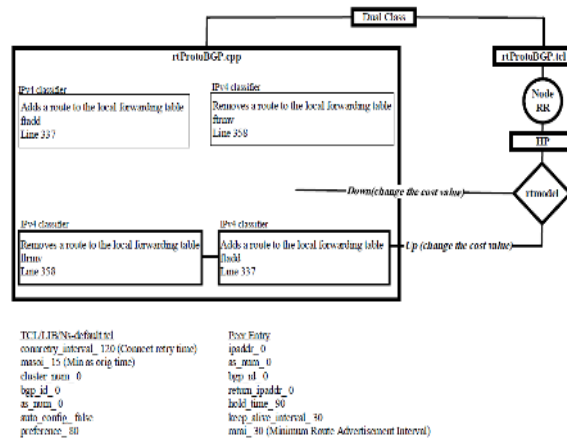 Dual Class
rtProtoBGP.cpp
rtProtoBGP.tcl
IPv4 classifier
Adds a route to the local forwarding table
ftadd
Line 337
IPv4 classifier
Removes a route to the local forwarding table
Line 358
Node
RR
IIP
Down(change the cost value)
rtmodel
IPv4 classifier
Removes a route to the local forwarding table
Line 358
IPv4 classifier
Adds a route to the local forwarding table
ftadd
Line 337
Up (change the cost value)
TCL/LIB/Ns-default.tcl
connretry_interval_ 120 (Connect retry time)
masoi_ 15 (Min as orig time)
cluster_num_ 0
bgp_id_ 0
as_num_ 0
auto_config_ false
preference_ 80
Peer Entry
ipaddr_ 0
as_num_ 0
bgp_id_ 0
return_ipaddr_ 0
hold_time_ 90
keep_alive_interval_ 30
mrai_ 30 (Minimum Route Advertisement Interval)